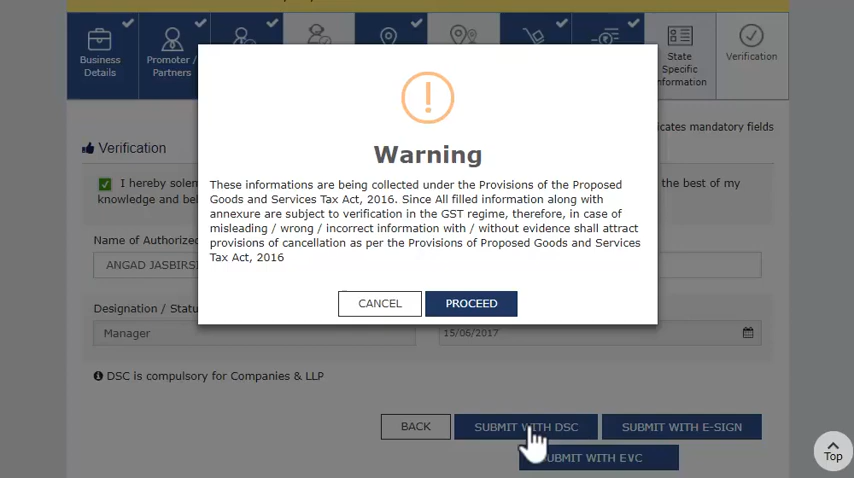 Business
Details
Promoter /
Partners
State
Specific
Information
Verification
icates mandatory fields
Verification
I hereby solem
the best of my
knowledge and bel
Warning
These informations are being collected under the Provisions of the Proposed
Goods and Services Tax Act, 2016. Since All filled information along with
annexure are subject to verification in the GST regime, therefore, in case of
misleading / wrong / incorrect information with / without evidence shall attract
provisions of cancellation as per the Provisions of Proposed Goods and Services
Tax Act, 2016
CANCEL
PROCEED
Name of Authorized
ANGAD JASBIRS
Designation / Statu
Manager
15/06/2017
DSC is compulsory for Companies & LLP
BACK
SUBMIT WITH DSC
SUBMIT WITH E-SIGN
SUBMIT WITH EVC
Top